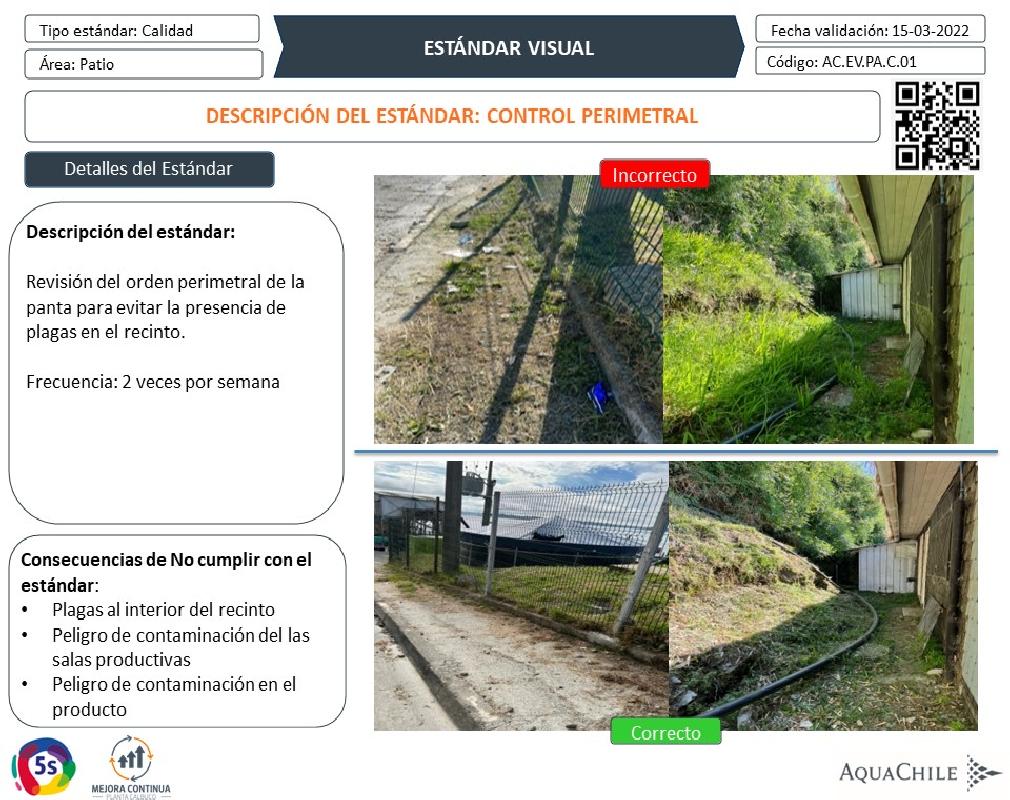 Tipo estándar: Calidad
Área: Patio
ESTÁNDAR VISUAL
Fecha validación: 15-03-2022
Código: AC.EV.PA.C.01
DESCRIPCIÓN DEL ESTÁNDAR: CONTROL PERIMETRAL
Detalles del Estándar
Descripción del estándar:
Revisión del orden perimetral de la
panta para evitar la presencia de
plagas en el recinto.
Frecuencia: 2 veces por semana
Consecuencias de No cumplir con el
estándar:
• Plagas al interior del recinto
• Peligro de contaminación del las
salas productivas
• Peligro de contaminación en el
producto
Incorrecto
Correcto
5s
MEJORA CONTINUA
PLANTA CALBUCO
AQUACHILE